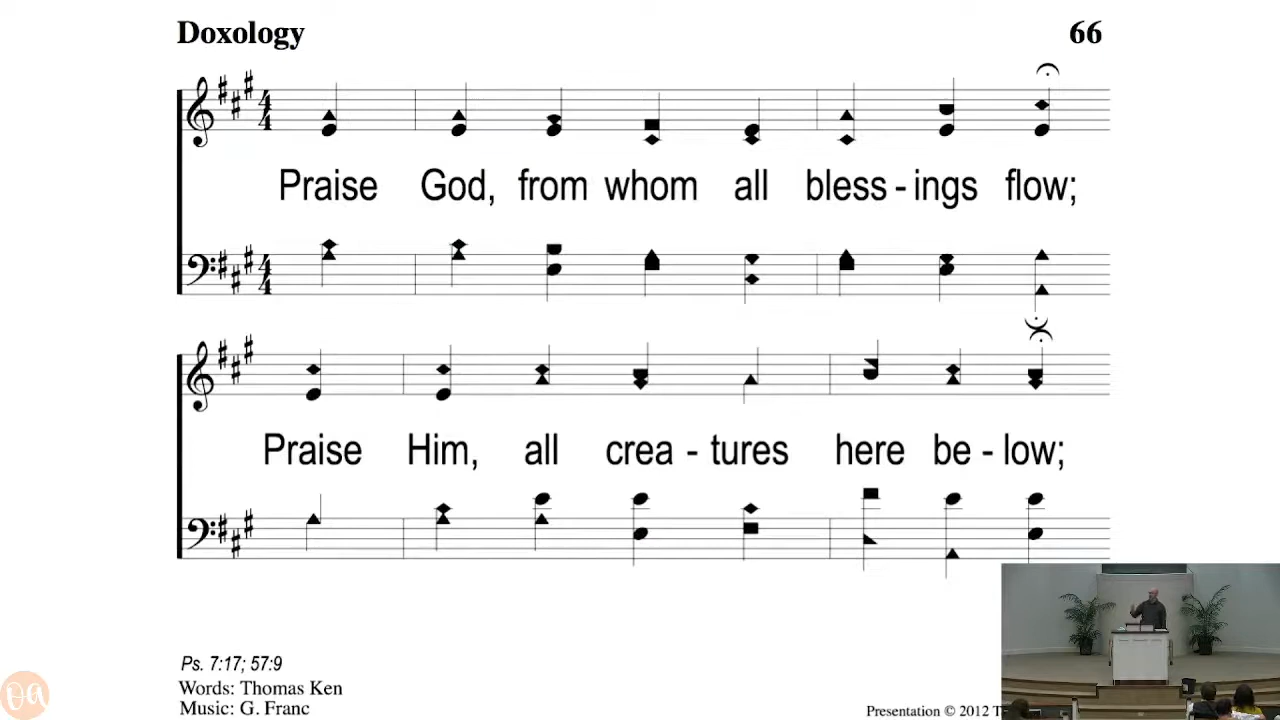 Doxology 66
Praise God, from whom all bless - ings flow;
Praise Him, all crea - tures here be - low;
Ps. 7:17; 57:9
Words: Thomas Ken
Music: G. Franc
Presentation © 2012
oa